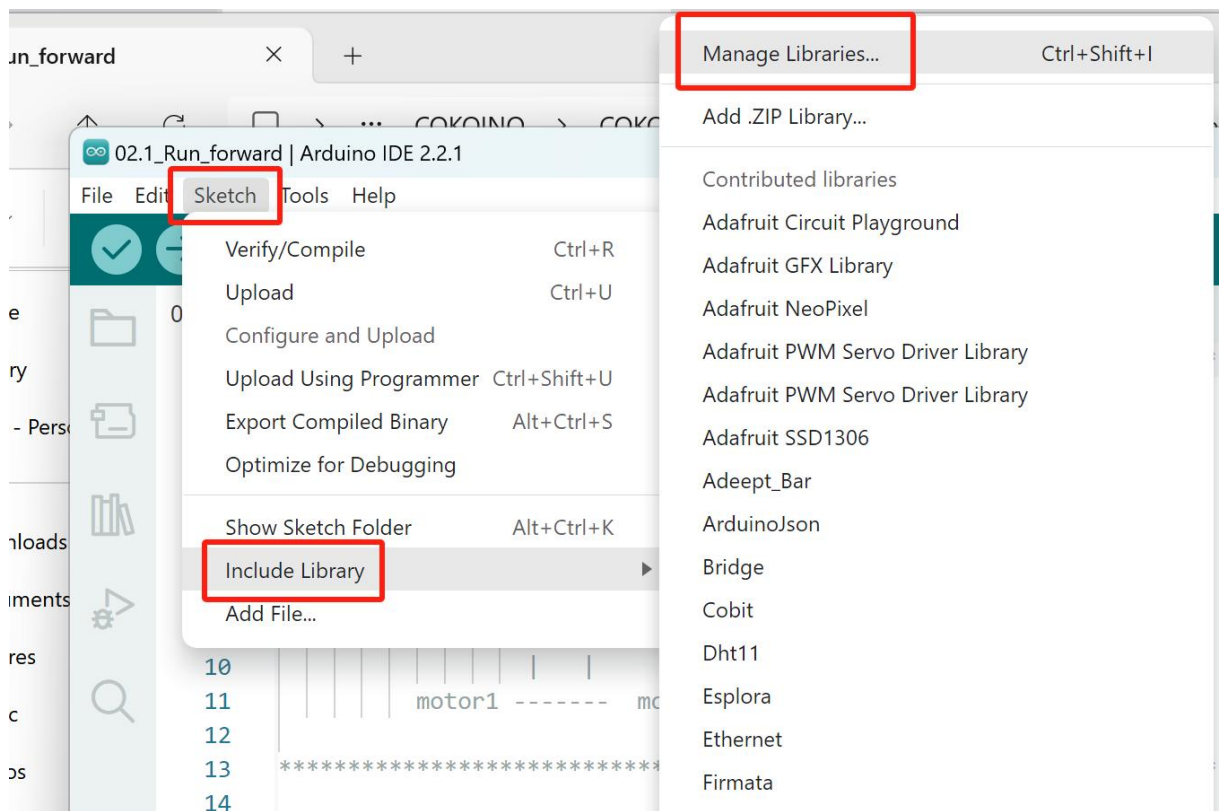 un_forward
COKOINO
02.1_Run_forward | Arduino IDE 2.2.1
File Edit Sketch Tools Help
Verify/Compile Ctrl+R
Upload Ctrl+U
Configure and Upload
Upload Using Programmer Ctrl+Shift+U
Export Compiled Binary Alt+Ctrl+S
Optimize for Debugging
Show Sketch Folder Alt+Ctrl+K
Include Library
Add File...
Manage Libraries... Ctrl+Shift+I
Add .ZIP Library...
Contributed libraries
Adafruit Circuit Playground
Adafruit GFX Library
Adafruit NeoPixel
Adafruit PWM Servo Driver Library
Adafruit PWM Servo Driver Library
Adafruit SSD1306
Adeept_Bar
ArduinoJson
Bridge
Cobit
Dht11
Esplora
Ethernet
Firmata
10 | |
11 motor1 -------
12
13 ****************************
14